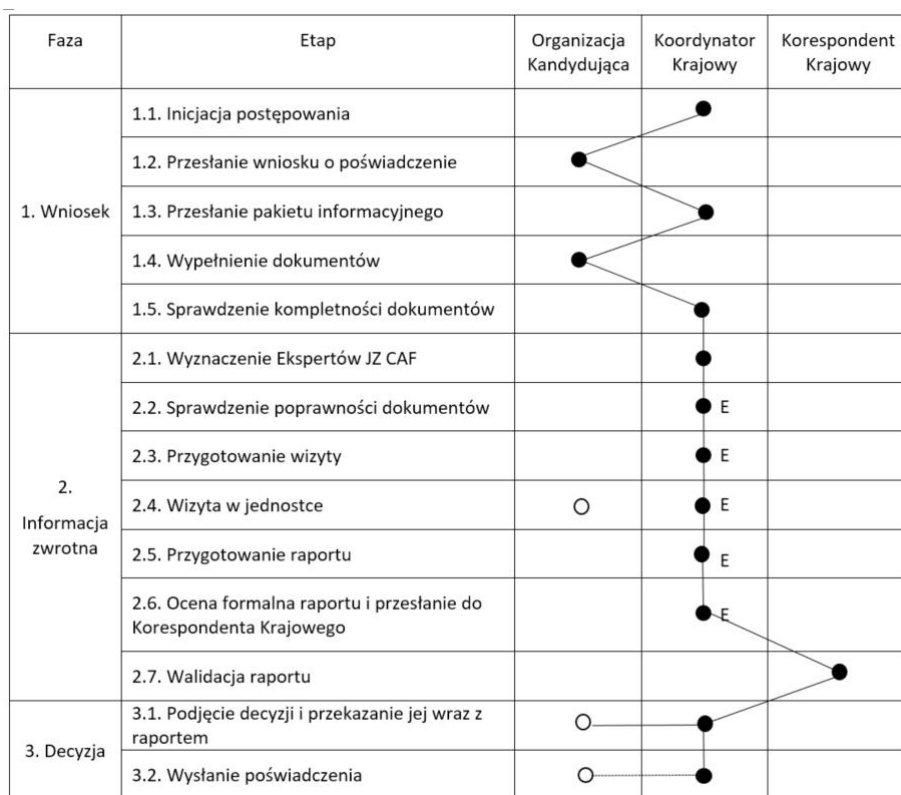 Faza Etap Organizacja Kandydująca Koordynator Krajowy Korespondent Krajowy
1. Wniosek
1.1. Inicjacja postępowania
1.2. Przesłanie wniosku o poświadczenie
1.3. Przesłanie pakietu informacyjnego
1.4. Wypełnienie dokumentów
1.5. Sprawdzenie kompletności dokumentów
2.
Informacja
zwrotna
2.1. Wyznaczenie Ekspertów JZ CAF
2.2. Sprawdzenie poprawności dokumentów E
2.3. Przygotowanie wizyty E
2.4. Wizyta w jednostce E
2.5. Przygotowanie raportu E
2.6. Ocena formalna raportu i przesłanie do
Korespondenta Krajowego E
2.7. Walidacja raportu
3. Decyzja
3.1. Podjęcie decyzji i przekazanie jej wraz z
raportem
3.2. Wysłanie poświadczenia